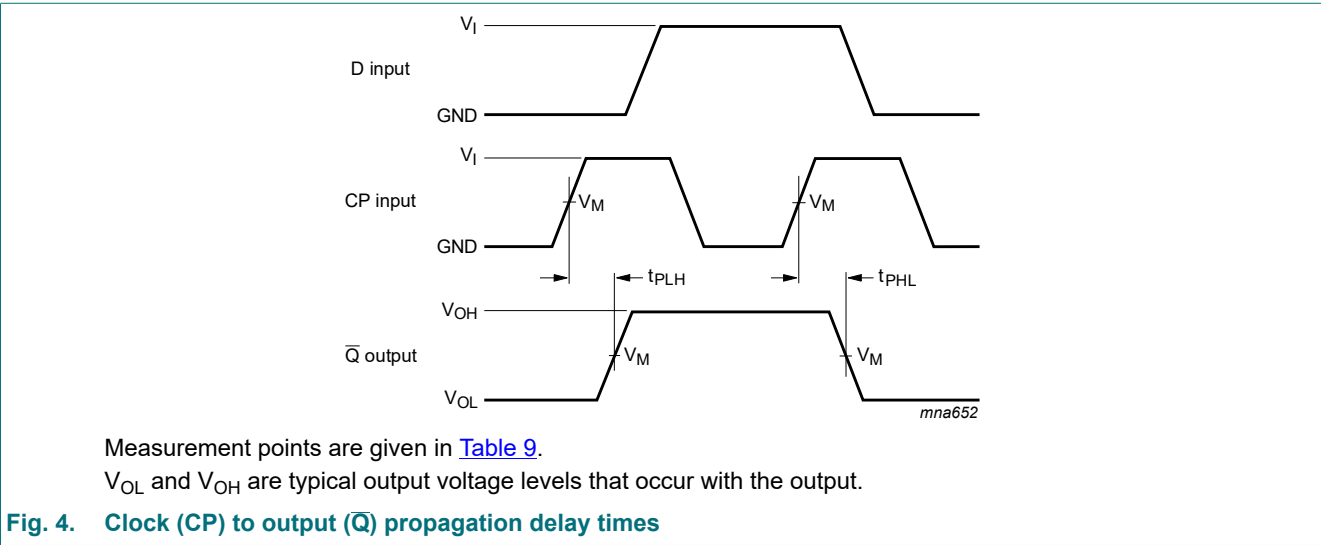 V_I
D input
GND
V_I
CP input
V_M
V_M
GND
t_PLH
t_PHL
V_OH
Q̅ output
V_M
V_M
V_OL
mna652
Measurement points are given in Table 9.
V_OL and V_OH are typical output voltage levels that occur with the output.
Fig. 4. Clock (CP) to output (Q̅) propagation delay times